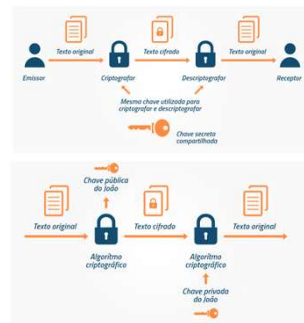 Texto original
Texto cifrado
Texto original
Emissor
Criptografar
Descriptografar
Receptor
Mesma chave utilizada para
criptografar e descriptografar
Chave secreta
compartilhada
Chave pública
do João
Texto original
Texto cifrado
Texto original
Algoritmo
criptográfico
Algoritmo
criptográfico
Chave privada
do João